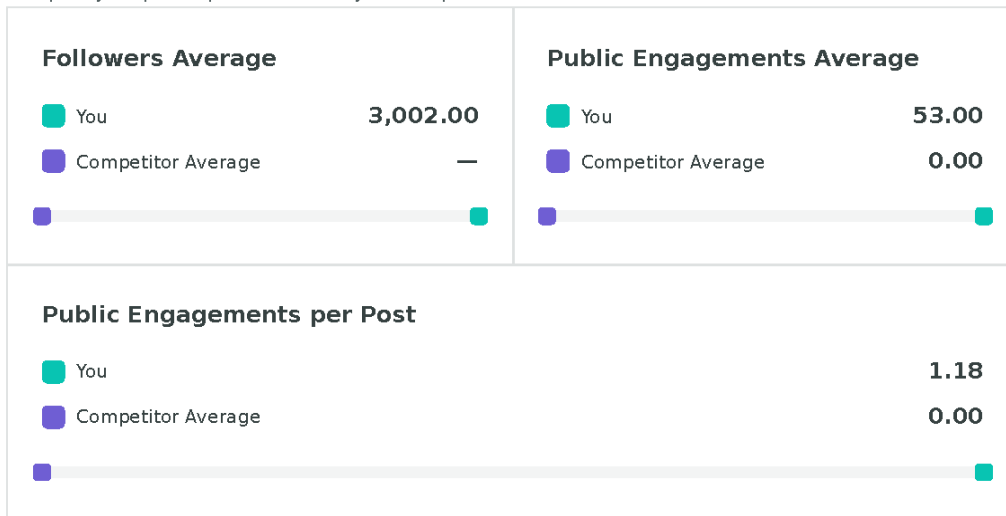 Followers Average
You 3,002.00
Competitor Average —
Public Engagements Average
You 53.00
Competitor Average 0.00
Public Engagements per Post
You 1.18
Competitor Average 0.00